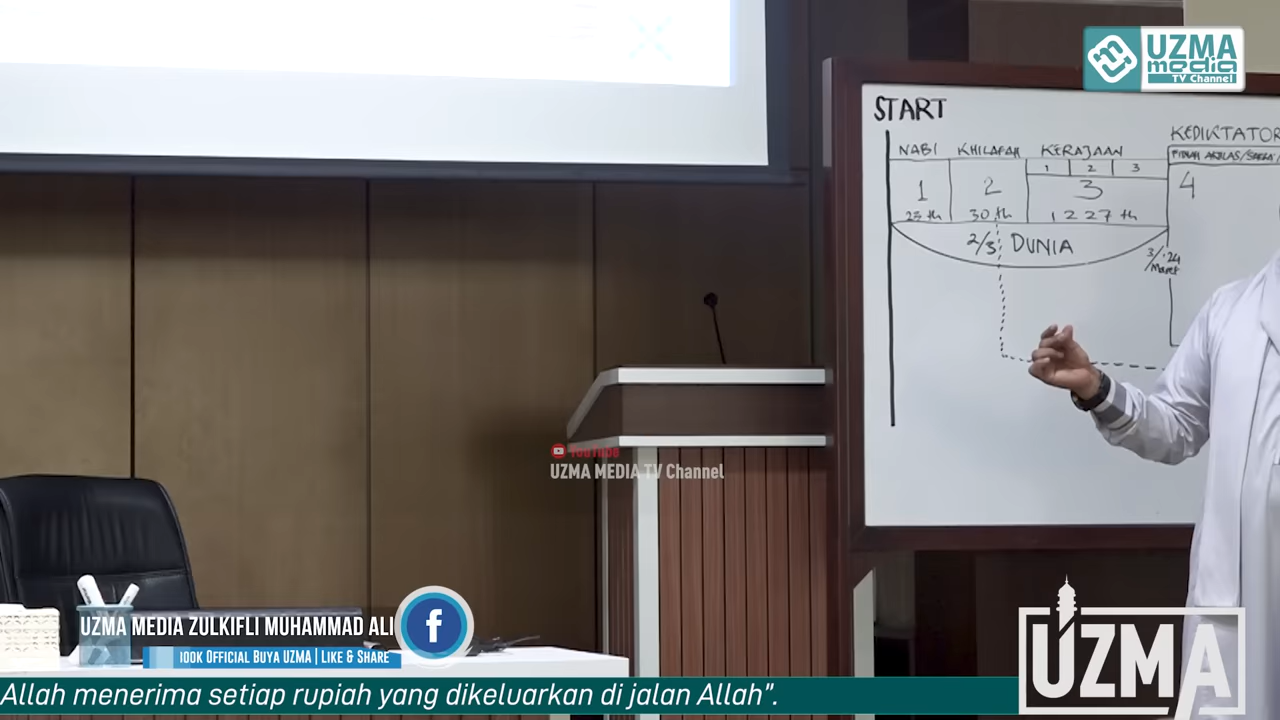 UZMA
media
TV Channel
START
NABI KHILAFAH KERAJAAN
KEDIKTATOR
1 2 3
1 2 3 4
23 th 30 th 1227 th
2/3 DUNIA
3/'24
Maret
YouTube
UZMA MEDIA TV Channel
UZMA MEDIA ZULKIFLI MUHAMMAD ALI
f
100K Official Buya UZMA | Like & Share
Allah menerima setiap rupiah yang dikeluarkan di jalan Allah".
UZMA